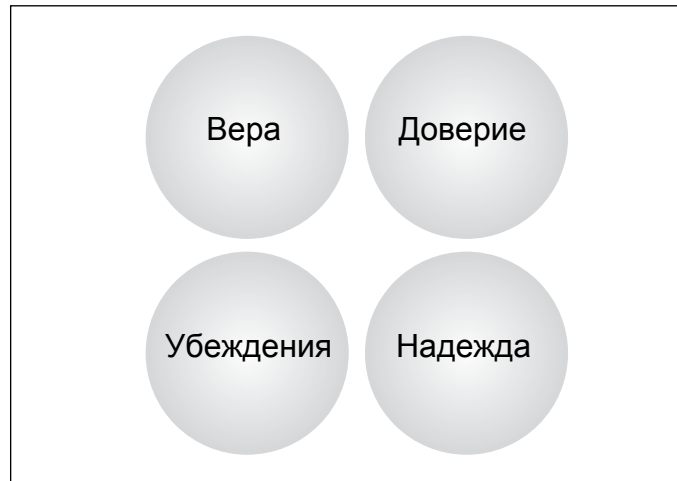 Вера
Доверие
Убеждения
Надежда